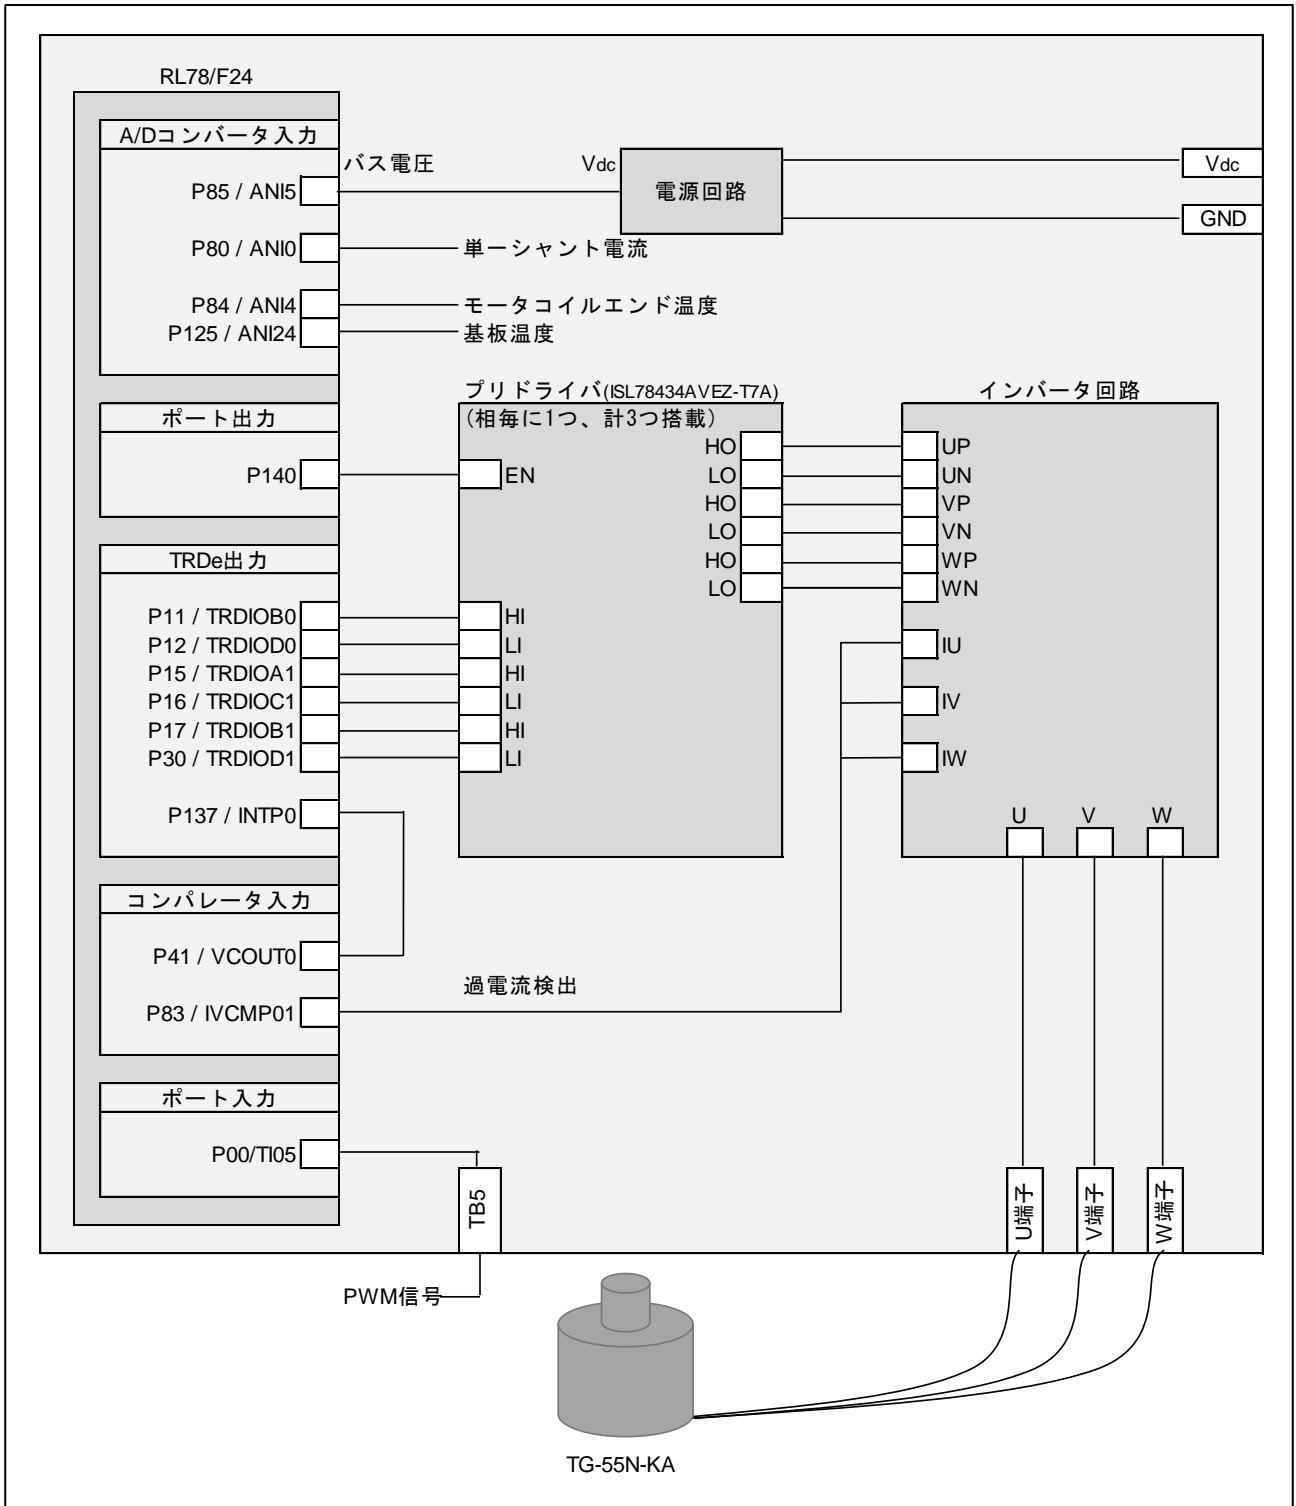 RL78/F24
A/Dコンバータ入力
バス電圧
Vdc
P85 / ANI5
電源回路
Vdc
GND
P80 / ANI0
単一シャント電流
P84 / ANI4
モータコイルエンド温度
P125 / ANI24
基板温度
プリドライバ(ISL78434AVEZ-T7A)
(相毎に1つ、計3つ搭載)
インバータ回路
ポート出力
P140
EN
HO
LO
HO
LO
HO
LO
UP
UN
VP
VN
WP
WN
TRDe出力
P11 / TRDIOB0
P12 / TRDIOD0
P15 / TRDIOA1
P16 / TRDIOC1
P17 / TRDIOB1
P30 / TRDIOD1
HI
LI
HI
LI
HI
LI
IU
IV
IW
P137 / INTP0
U
V
W
コンパレータ入力
P41 / VCOUT0
過電流検出
P83 / IVCMP01
ポート入力
P00/TI05
TB5
U端子
V端子
W端子
PWM信号
TG-55N-KA